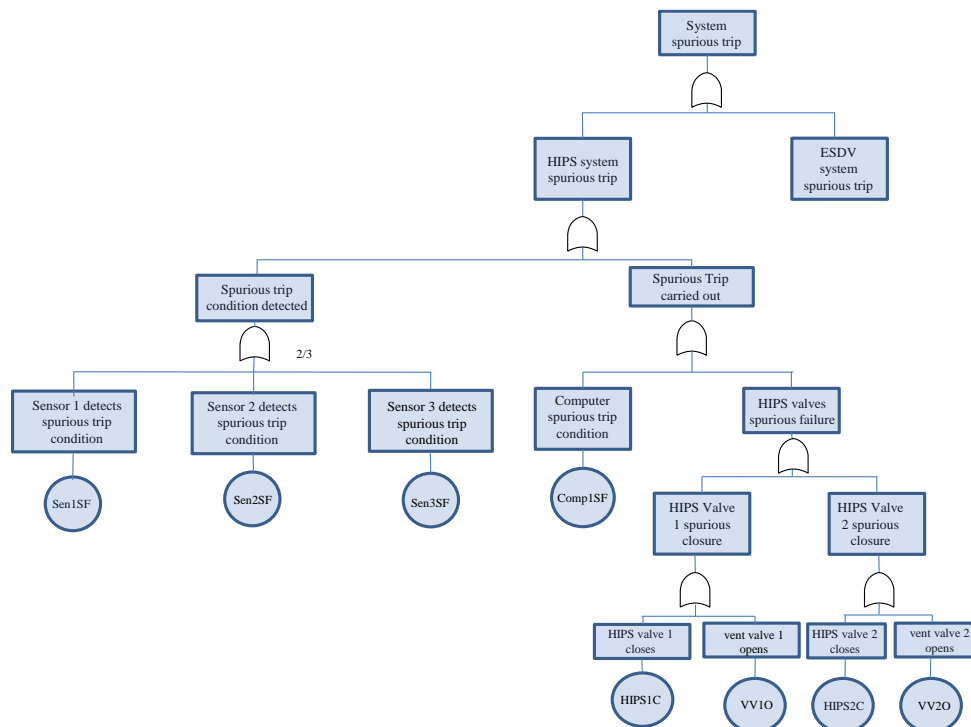 System
spurious trip
HIPS system
spurious trip
ESDV
system
spurious trip
Spurious trip
condition detected
Spurious Trip
carried out
2/3
Sensor 1 detects
spurious trip
condition
Sensor 2 detects
spurious trip
condition
Sensor 3 detects
spurious trip
condition
Computer
spurious trip
condition
HIPS valves
spurious failure
Sen1SF
Sen2SF
Sen3SF
Comp1SF
HIPS Valve
1 spurious
closure
HIPS Valve
2 spurious
closure
HIPS valve 1
closes
vent valve 1
opens
HIPS valve 2
closes
vent valve 2
opens
HIPS1C
VV1O
HIPS2C
VV2O